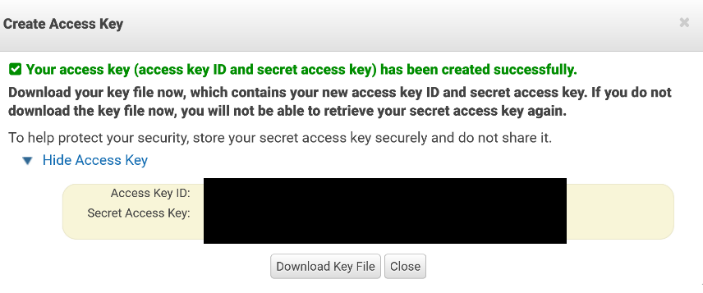 Create Access Key
Your access key (access key ID and secret access key) has been created successfully.
Download your key file now, which contains your new access key ID and secret access key. If you do not
download the key file now, you will not be able to retrieve your secret access key again.
To help protect your security, store your secret access key securely and do not share it.
Hide Access Key
Access Key ID:
Secret Access Key:
Download Key File Close